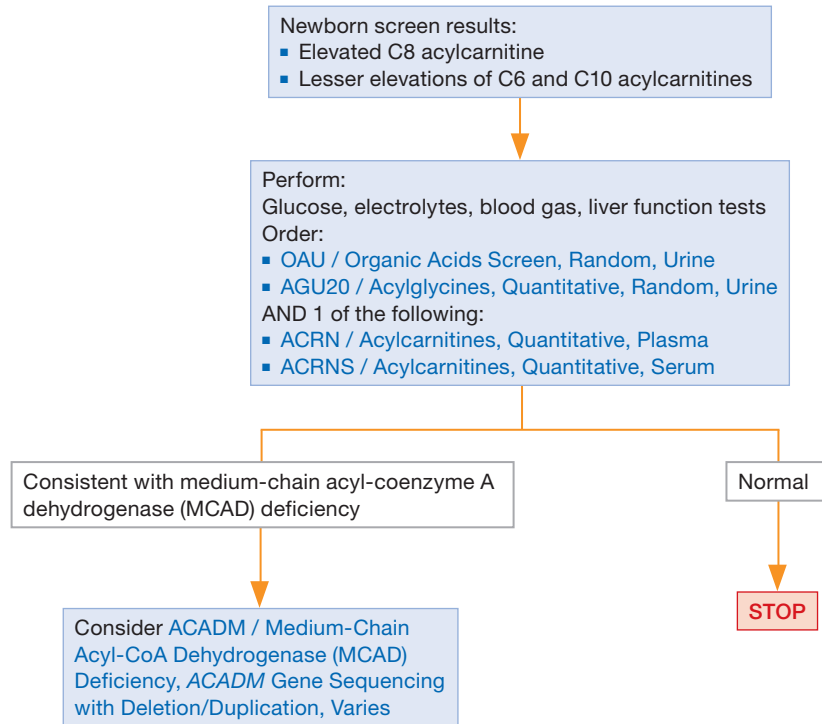 Newborn screen results:
▪ Elevated C8 acylcarnitine
▪ Lesser elevations of C6 and C10 acylcarnitines
Perform:
Glucose, electrolytes, blood gas, liver function tests
Order:
▪ OAU / Organic Acids Screen, Random, Urine
▪ AGU20 / Acylglycines, Quantitative, Random, Urine
AND 1 of the following:
▪ ACRN / Acylcarnitines, Quantitative, Plasma
▪ ACRNS / Acylcarnitines, Quantitative, Serum
Consistent with medium-chain acyl-coenzyme A
dehydrogenase (MCAD) deficiency
Normal
STOP
Consider ACADM / Medium-Chain
Acyl-CoA Dehydrogenase (MCAD)
Deficiency, ACADM Gene Sequencing
with Deletion/Duplication, Varies